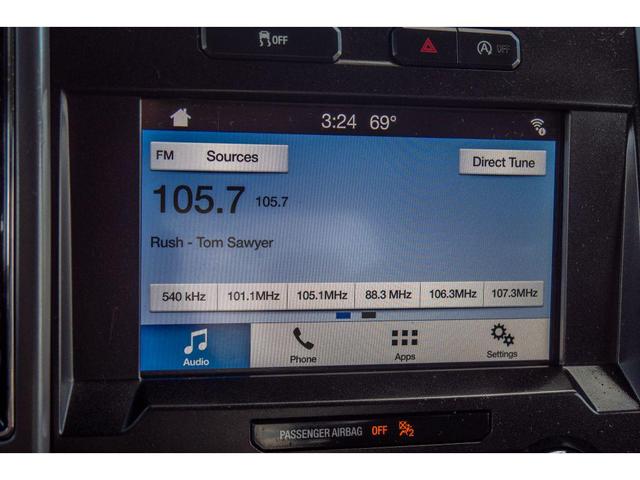 OFF
A OFF
3:24 69°
FM Sources
Direct Tune
105.7 105.7
Rush - Tom Sawyer
540 kHz 101.1MHz 105.1MHz 88.3 MHz 106.3MHz 107.3MHz
Audio Phone Apps Settings
PASSENGER AIRBAG OFF 2